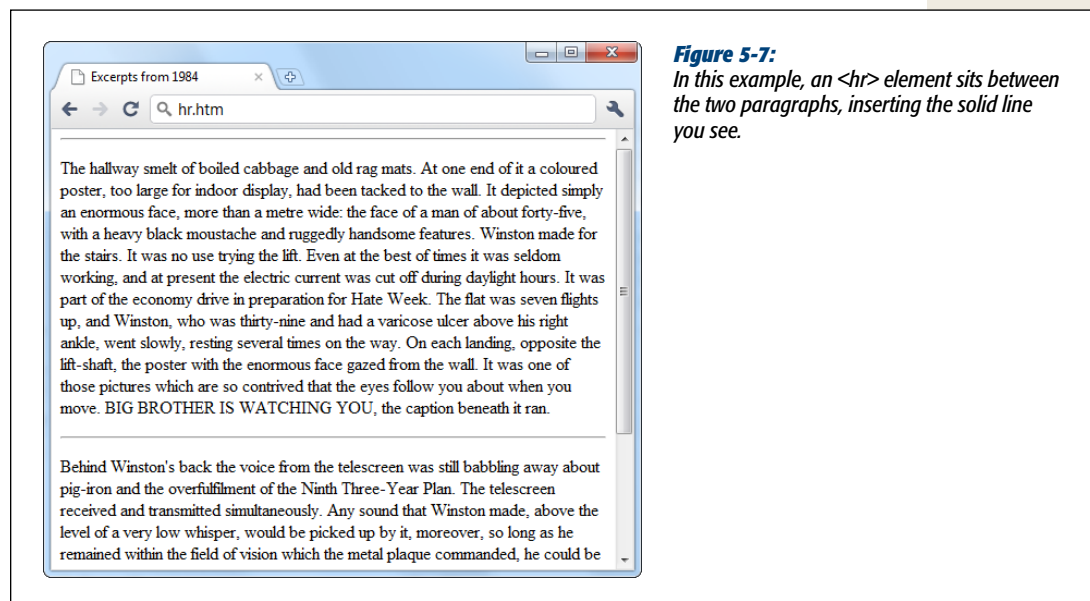 Excerpts from 1984
hr.htm
The hallway smelt of boiled cabbage and old rag mats. At one end of it a coloured
poster, too large for indoor display, had been tacked to the wall. It depicted simply
an enormous face, more than a metre wide: the face of a man of about forty-five,
with a heavy black moustache and ruggedly handsome features. Winston made for
the stairs. It was no use trying the lift. Even at the best of times it was seldom
working, and at present the electric current was cut off during daylight hours. It was
part of the economy drive in preparation for Hate Week. The flat was seven flights
up, and Winston, who was thirty-nine and had a varicose ulcer above his right
ankle, went slowly, resting several times on the way. On each landing, opposite the
lift-shaft, the poster with the enormous face gazed from the wall. It was one of
those pictures which are so contrived that the eyes follow you about when you
move. BIG BROTHER IS WATCHING YOU, the caption beneath it ran.
Behind Winston's back the voice from the telescreen was still babbling away about
pig-iron and the overfulfilment of the Ninth Three-Year Plan. The telescreen
received and transmitted simultaneously. Any sound that Winston made, above the
level of a very low whisper, would be picked up by it, moreover, so long as he
remained within the field of vision which the metal plaque commanded, he could be
Figure 5-7:
In this example, an <hr> element sits between
the two paragraphs, inserting the solid line
you see.